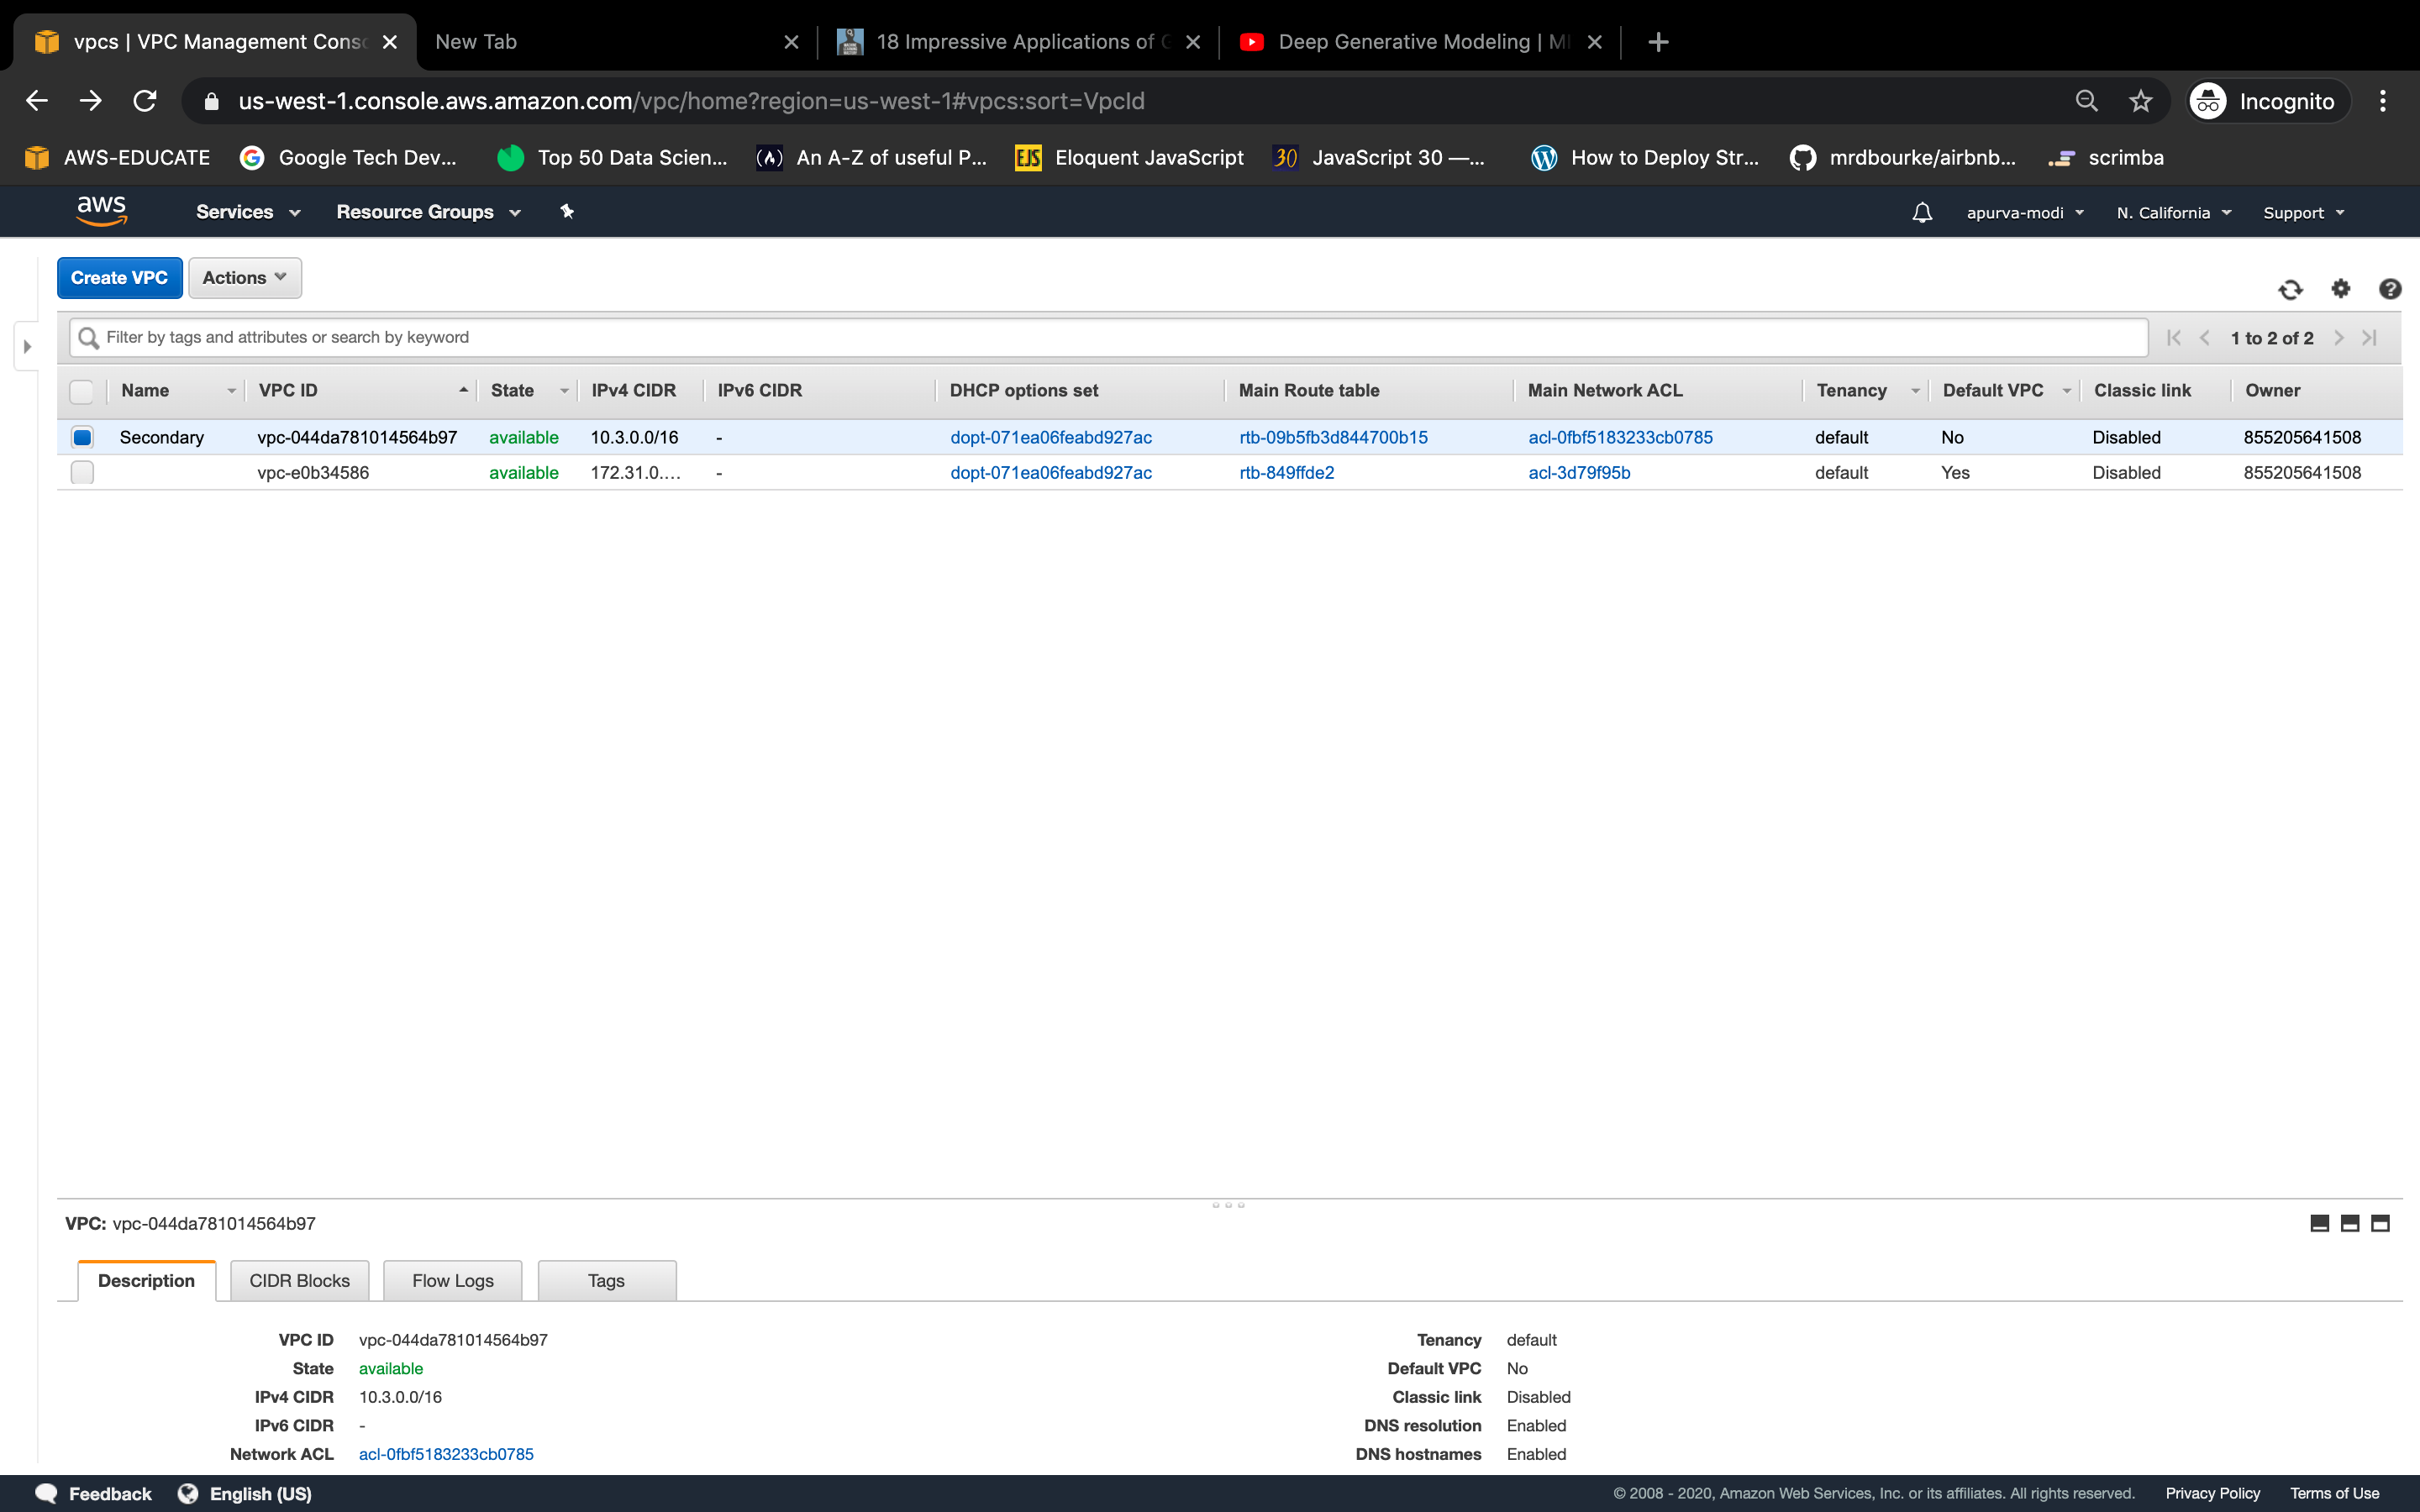 vpcs | VPC Management Cons
New Tab
18 Impressive Applications of G
Deep Generative Modeling | MI
us-west-1.console.aws.amazon.com/vpc/home?region=us-west-1#vpcs:sort=VpcId
Incognito
AWS-EDUCATE
Google Tech Dev...
Top 50 Data Scien...
An A-Z of useful P...
EJS Eloquent JavaScript
30 JavaScript 30 —...
How to Deploy Str...
mrdbourke/airbnb...
scrimba
aws Services Resource Groups apurva-modi N. California Support
Create VPC Actions
Filter by tags and attributes or search by keyword 1 to 2 of 2
Name VPC ID State IPv4 CIDR IPv6 CIDR DHCP options set Main Route table Main Network ACL Tenancy Default VPC Classic link Owner
Secondary vpc-044da781014564b97 available 10.3.0.0/16 - dopt-071ea06feabd927ac rtb-09b5fb3d844700b15 acl-0fbf5183233cb0785 default No Disabled 855205641508
vpc-e0b34586 available 172.31.0.... - dopt-071ea06feabd927ac rtb-849ffde2 acl-3d79f95b default Yes Disabled 855205641508
VPC: vpc-044da781014564b97
Description CIDR Blocks Flow Logs Tags
VPC ID vpc-044da781014564b97 Tenancy default
State available Default VPC No
IPv4 CIDR 10.3.0.0/16 Classic link Disabled
IPv6 CIDR - DNS resolution Enabled
Network ACL acl-0fbf5183233cb0785 DNS hostnames Enabled
Feedback English (US) © 2008 - 2020, Amazon Web Services, Inc. or its affiliates. All rights reserved. Privacy Policy Terms of Use